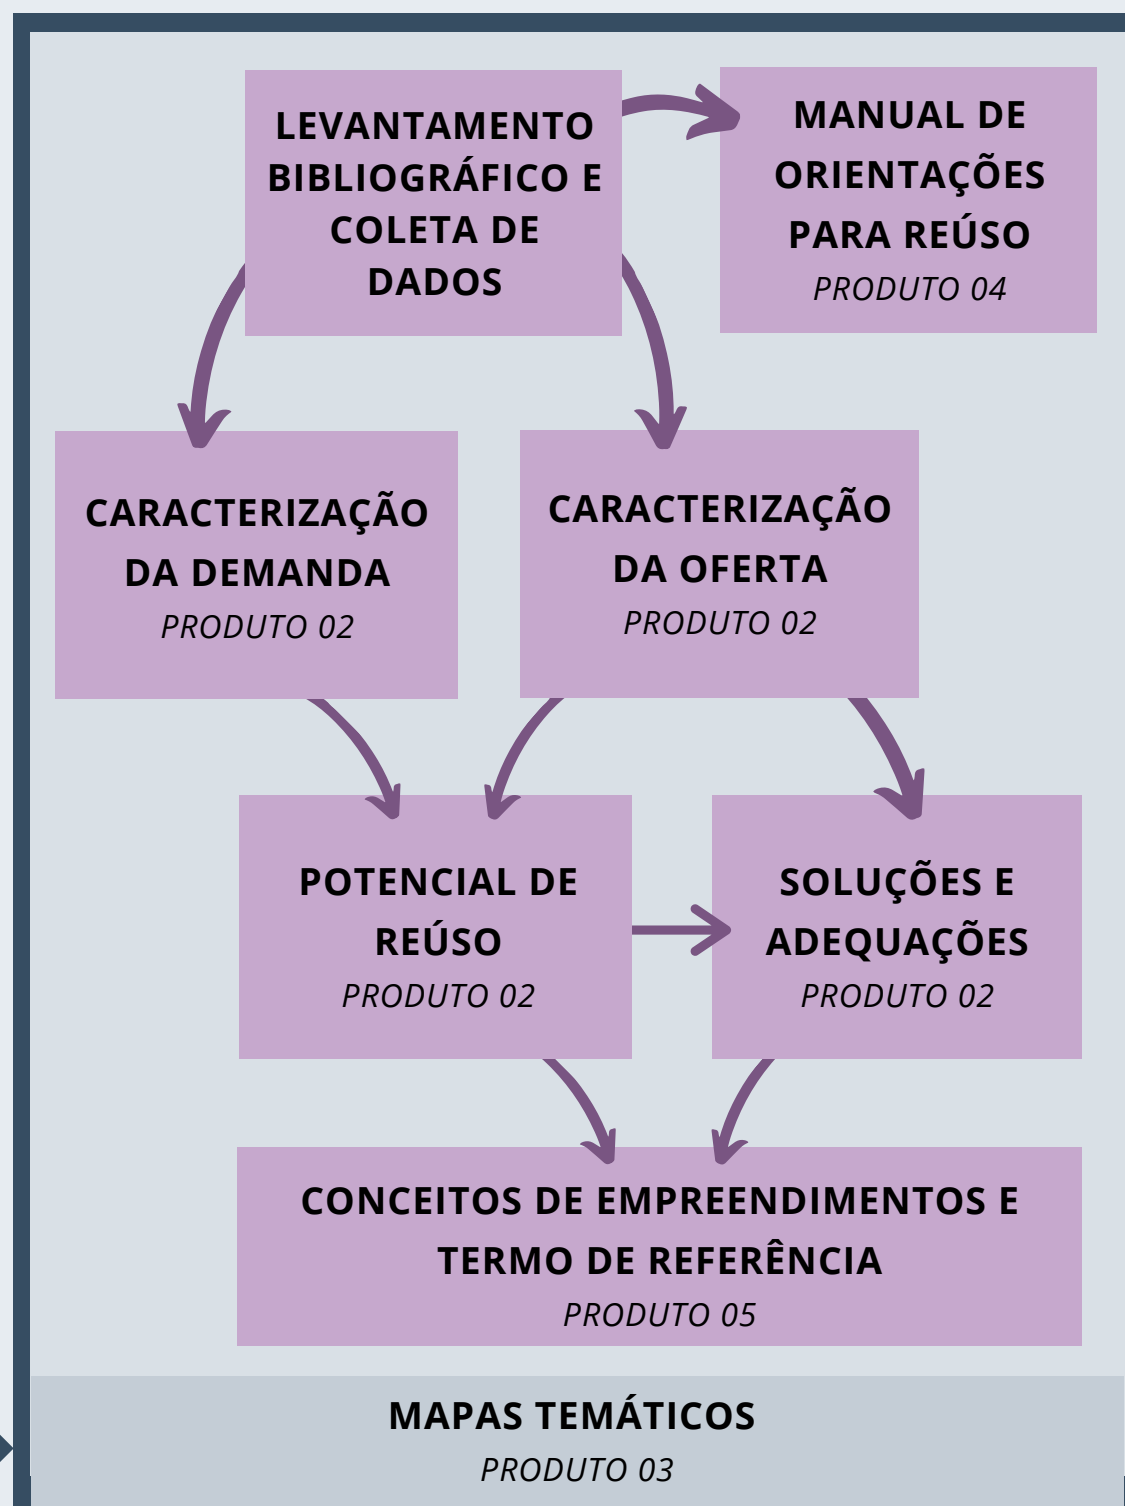 LEVANTAMENTO
BIBLIOGRÁFICO E
COLETA DE
DADOS
MANUAL DE
ORIENTAÇÕES
PARA REÚSO
PRODUTO 04
CARACTERIZAÇÃO
DA DEMANDA
PRODUTO 02
CARACTERIZAÇÃO
DA OFERTA
PRODUTO 02
POTENCIAL DE
REÚSO
PRODUTO 02
SOLUÇÕES E
ADEQUAÇÕES
PRODUTO 02
CONCEITOS DE EMPREENDIMENTOS E
TERMO DE REFERÊNCIA
PRODUTO 05
MAPAS TEMÁTICOS
PRODUTO 03